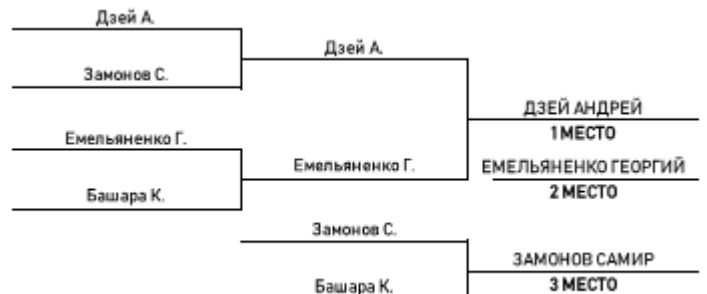 Дзей А.
Дзей А.
Замонов С.
ДЗЕЙ АНДРЕЙ
1 МЕСТО
Емельяненко Г.
Емельяненко Г.
ЕМЕЛЬЯНЕНКО ГЕОРГИЙ
Башара К.
2 МЕСТО
Замонов С.
ЗАМОНОВ САМИР
Башара К.
3 МЕСТО